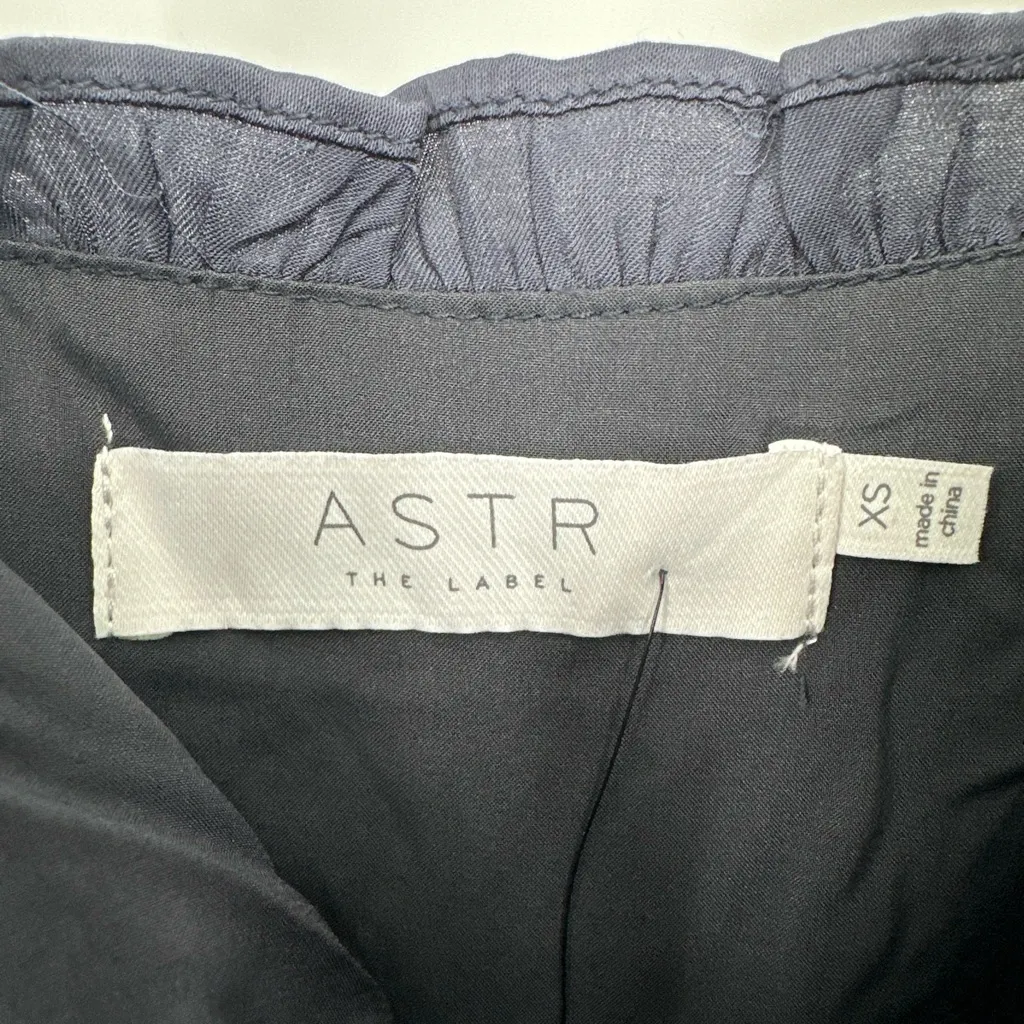 ASTR
THE LABEL
XS
made in
china